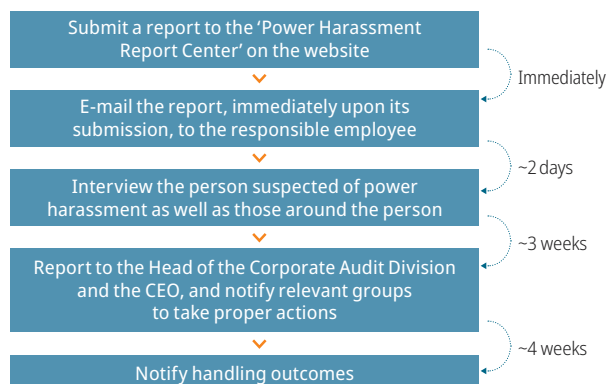 Submit a report to the ‘Power Harassment
Report Center’ on the website
Immediately
E-mail the report, immediately upon its
submission, to the responsible employee
~2 days
Interview the person suspected of power
harassment as well as those around the person
~3 weeks
Report to the Head of the Corporate Audit Division
and the CEO, and notify relevant groups
to take proper actions
~4 weeks
Notify handling outcomes